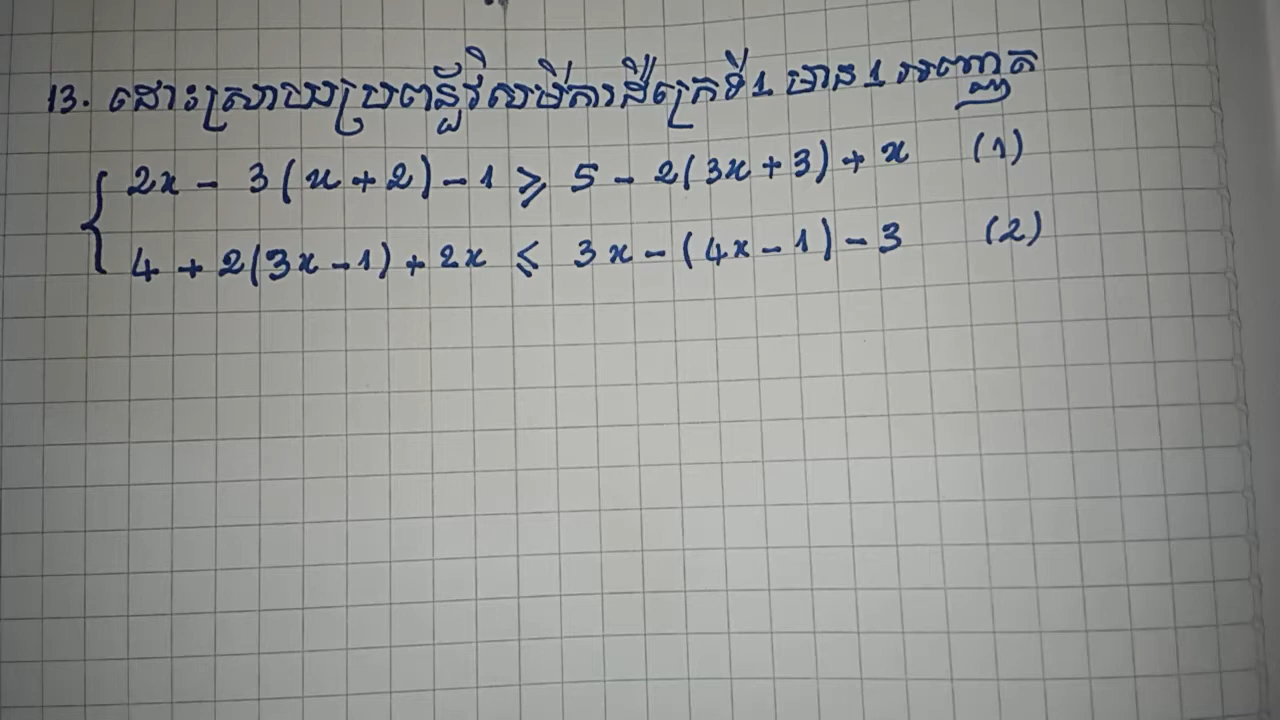 13. ដោះស្រាយប្រព័ន្ធវិសមីការដឺក្រេទី1 មាន1អញ្ញាត
2x - 3(x+2) - 1 ⩾ 5 - 2(3x+3) + x (1)
4 + 2(3x-1) + 2x ⩽ 3x - (4x-1) - 3 (2)